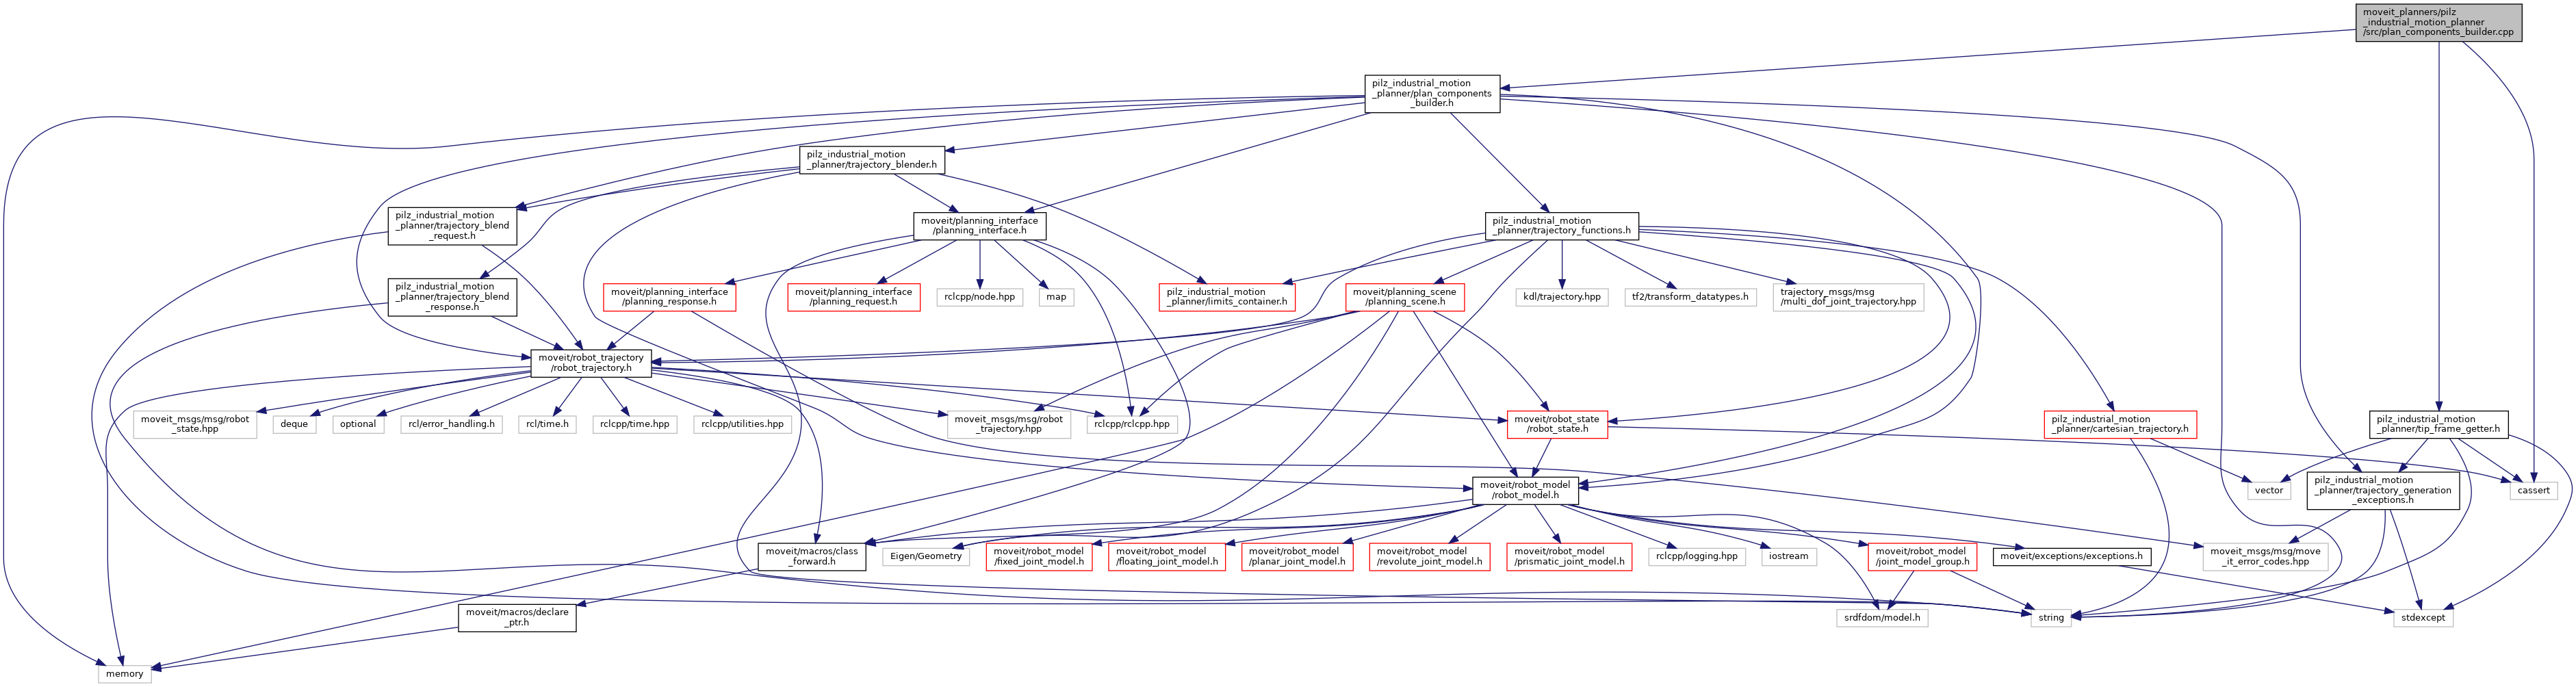 moveit_planners/pilz
_industrial_motion_planner
/src/plan_components_builder.cpp
pilz_industrial_motion
_planner/plan_components
_builder.h
pilz_industrial_motion
_planner/trajectory_blender.h
pilz_industrial_motion
_planner/trajectory_blend
_request.h
moveit/planning_interface
/planning_interface.h
pilz_industrial_motion
_planner/trajectory_functions.h
pilz_industrial_motion
_planner/trajectory_blend
_response.h
moveit/planning_interface
/planning_response.h
moveit/planning_interface
/planning_request.h
rclcpp/node.hpp
map
pilz_industrial_motion
_planner/limits_container.h
moveit/planning_scene
/planning_scene.h
kdl/trajectory.hpp
tf2/transform_datatypes.h
trajectory_msgs/msg
/multi_dof_joint_trajectory.hpp
moveit/robot_trajectory
/robot_trajectory.h
moveit_msgs/msg/robot
_state.hpp
deque
optional
rcl/error_handling.h
rcl/time.h
rclcpp/time.hpp
rclcpp/utilities.hpp
moveit_msgs/msg/robot
_trajectory.hpp
rclcpp/rclcpp.hpp
moveit/robot_state
/robot_state.h
pilz_industrial_motion
_planner/cartesian_trajectory.h
pilz_industrial_motion
_planner/tip_frame_getter.h
moveit/robot_model
/robot_model.h
vector
pilz_industrial_motion
_planner/trajectory_generation
_exceptions.h
cassert
moveit/macros/class
_forward.h
Eigen/Geometry
moveit/robot_model
/fixed_joint_model.h
moveit/robot_model
/floating_joint_model.h
moveit/robot_model
/planar_joint_model.h
moveit/robot_model
/revolute_joint_model.h
moveit/robot_model
/prismatic_joint_model.h
rclcpp/logging.hpp
iostream
moveit/robot_model
/joint_model_group.h
moveit/exceptions/exceptions.h
moveit_msgs/msg/move
_it_error_codes.hpp
moveit/macros/declare
_ptr.h
srdfdom/model.h
string
stdexcept
memory